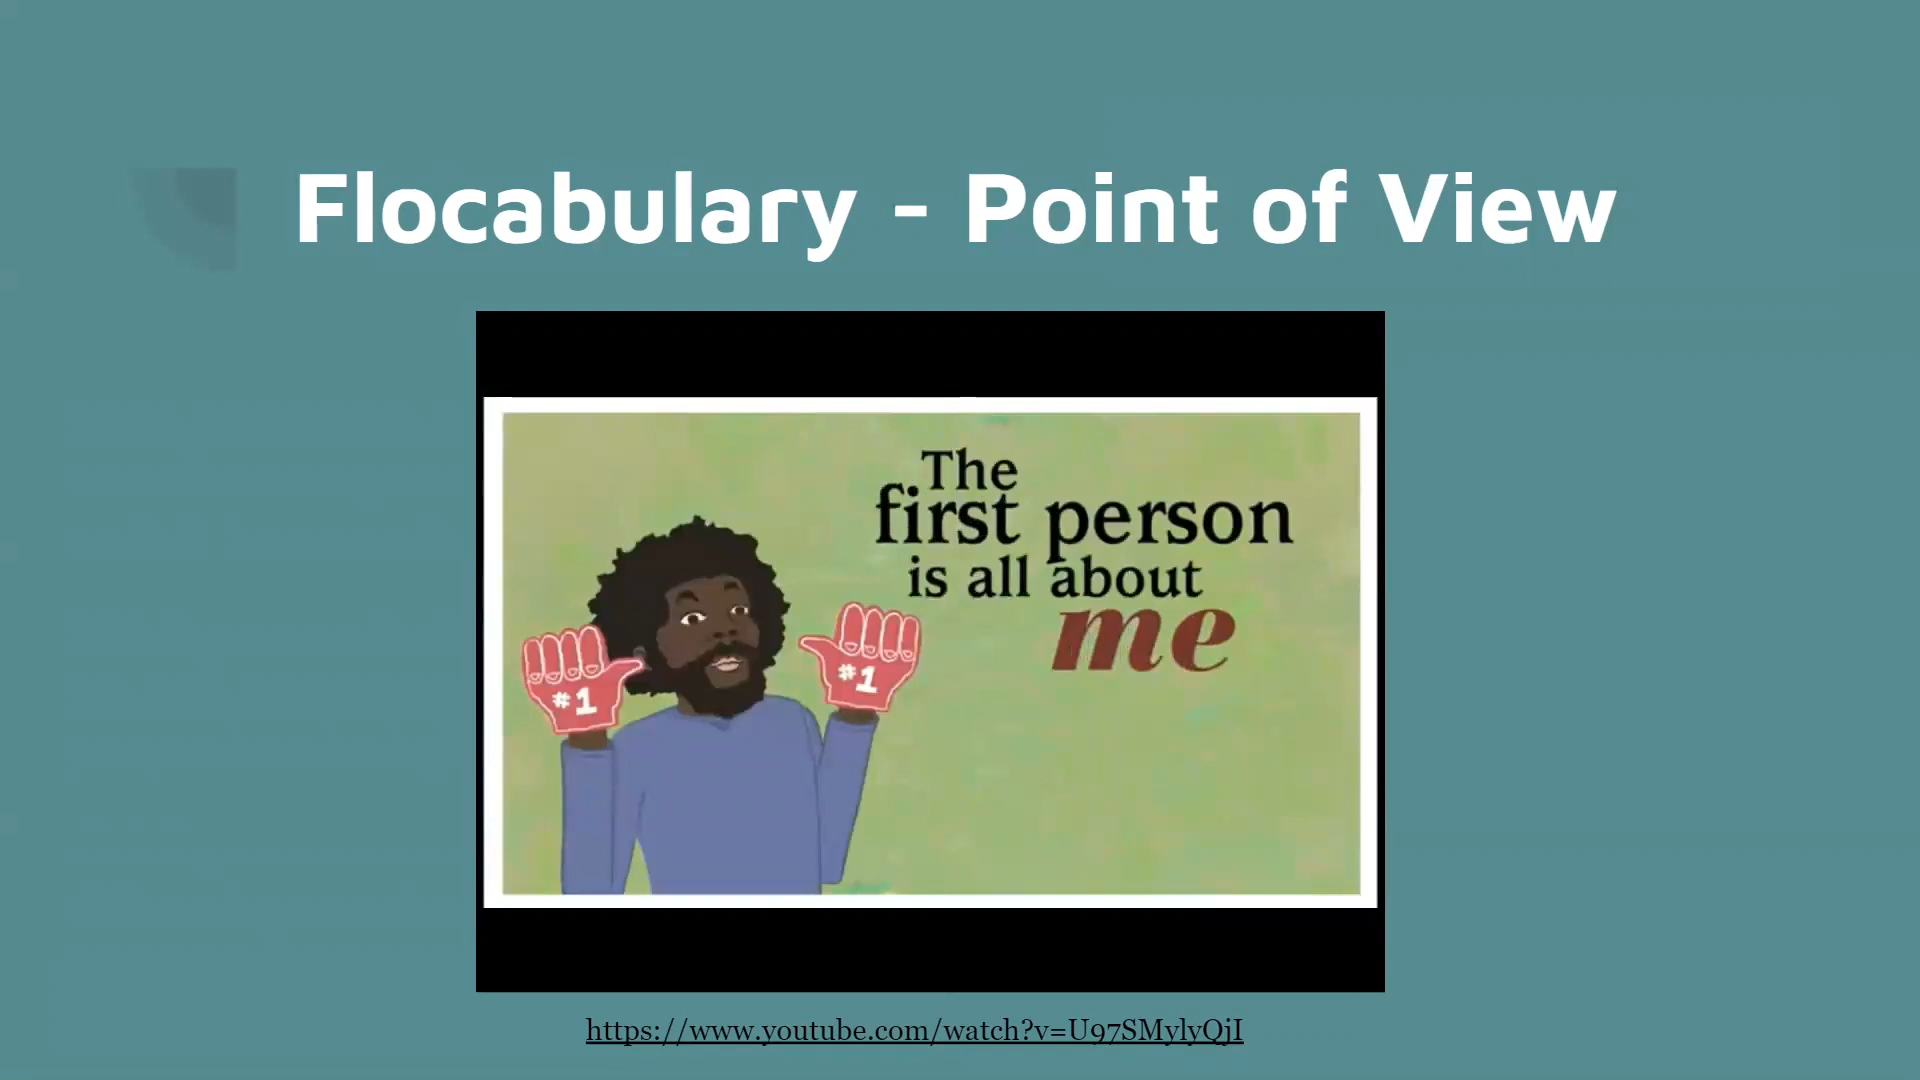 Flocabulary - Point of View
The
first person
is all about
me
#1
#1
https://www.youtube.com/watch?v=U97SMylyQjI